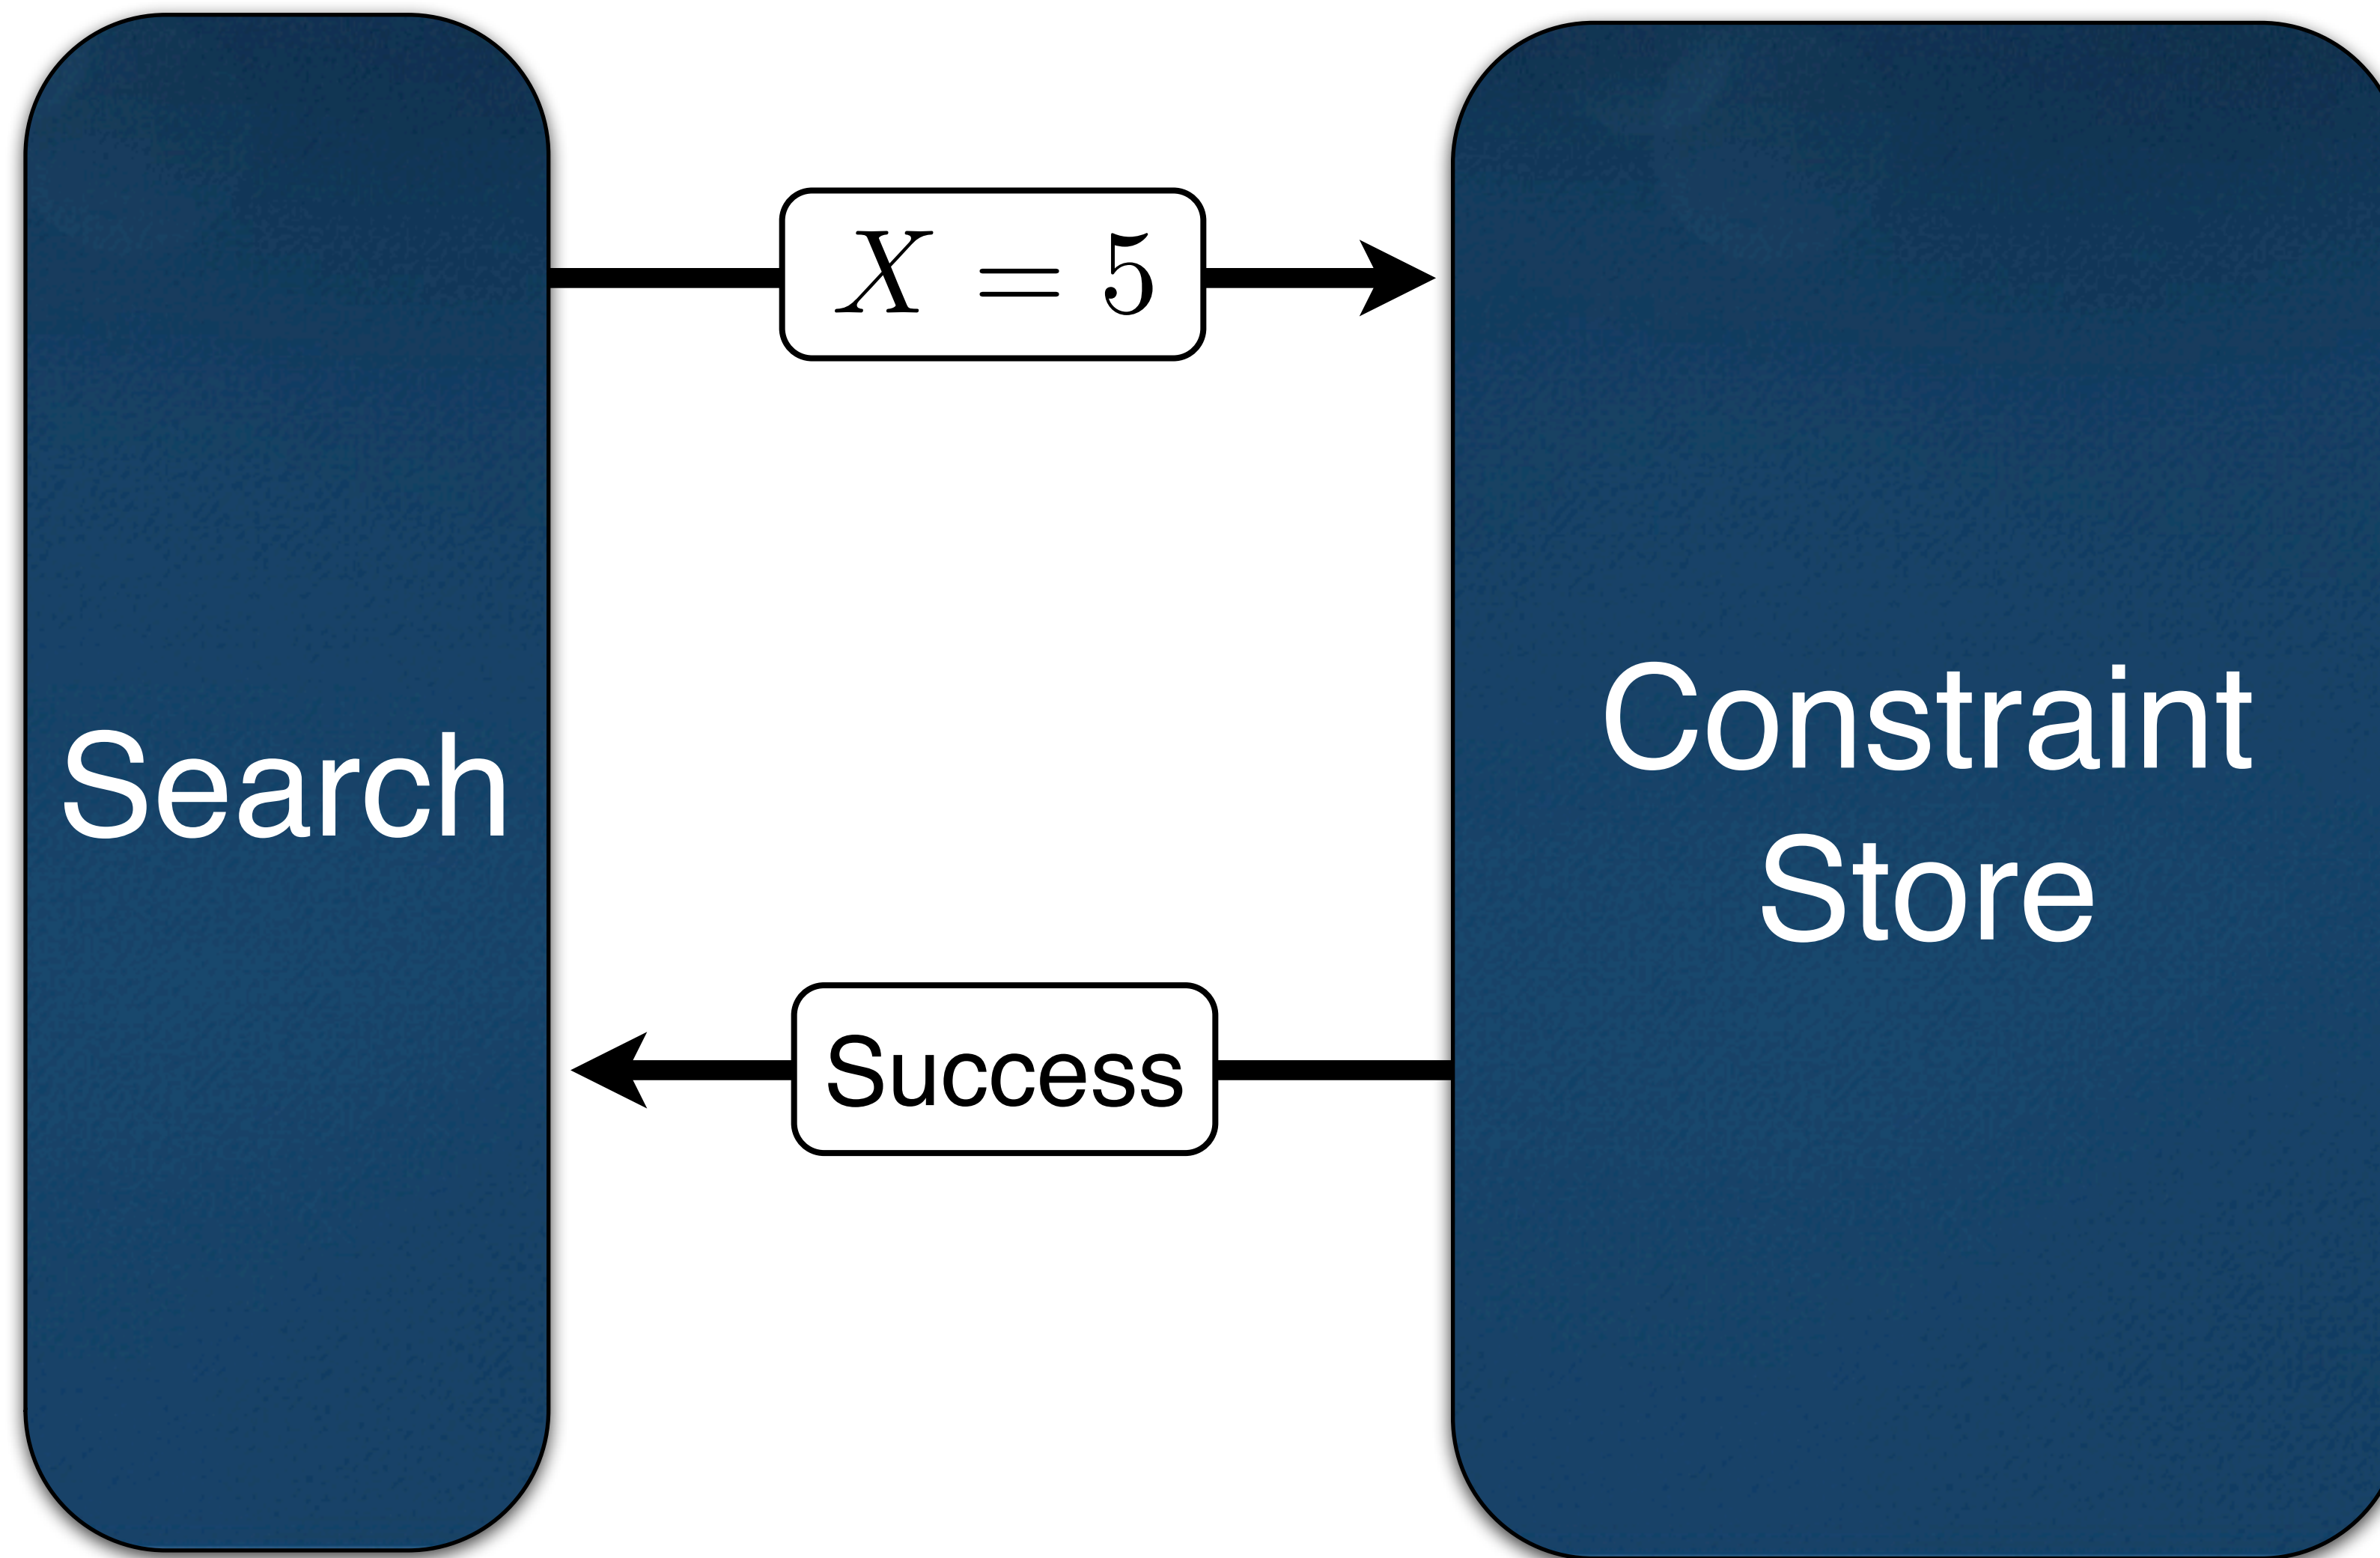 X = 5
Search
Constraint
Store
Success